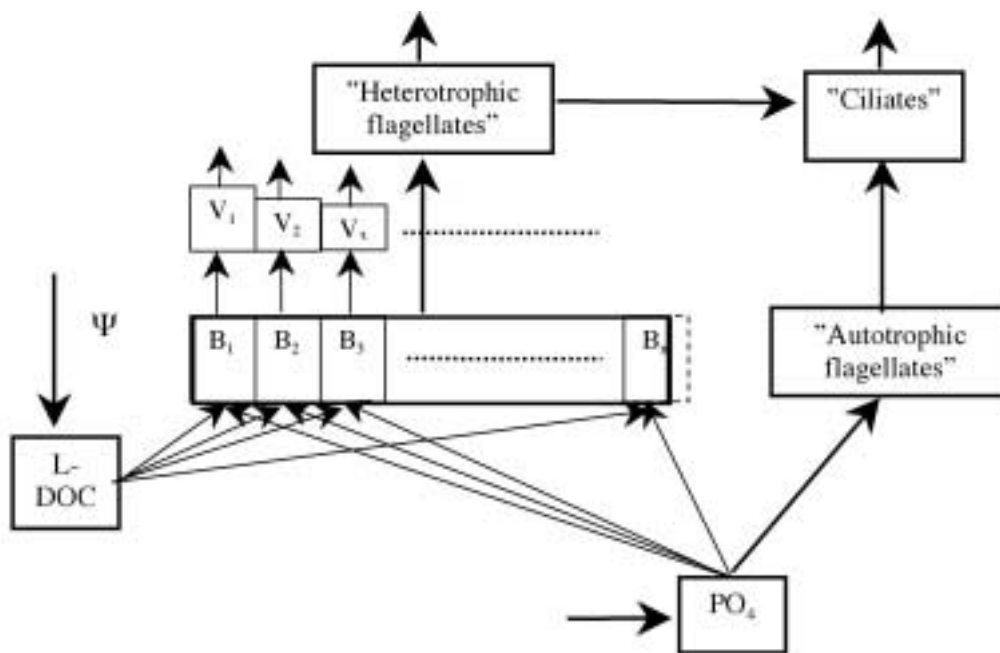 "Heterotrophic
flagellates"
"Ciliates"
V₁
V₂
Ψ
B₁
B₂
B₃
"Autotrophic
flagellates"
L-
DOC
PO₄